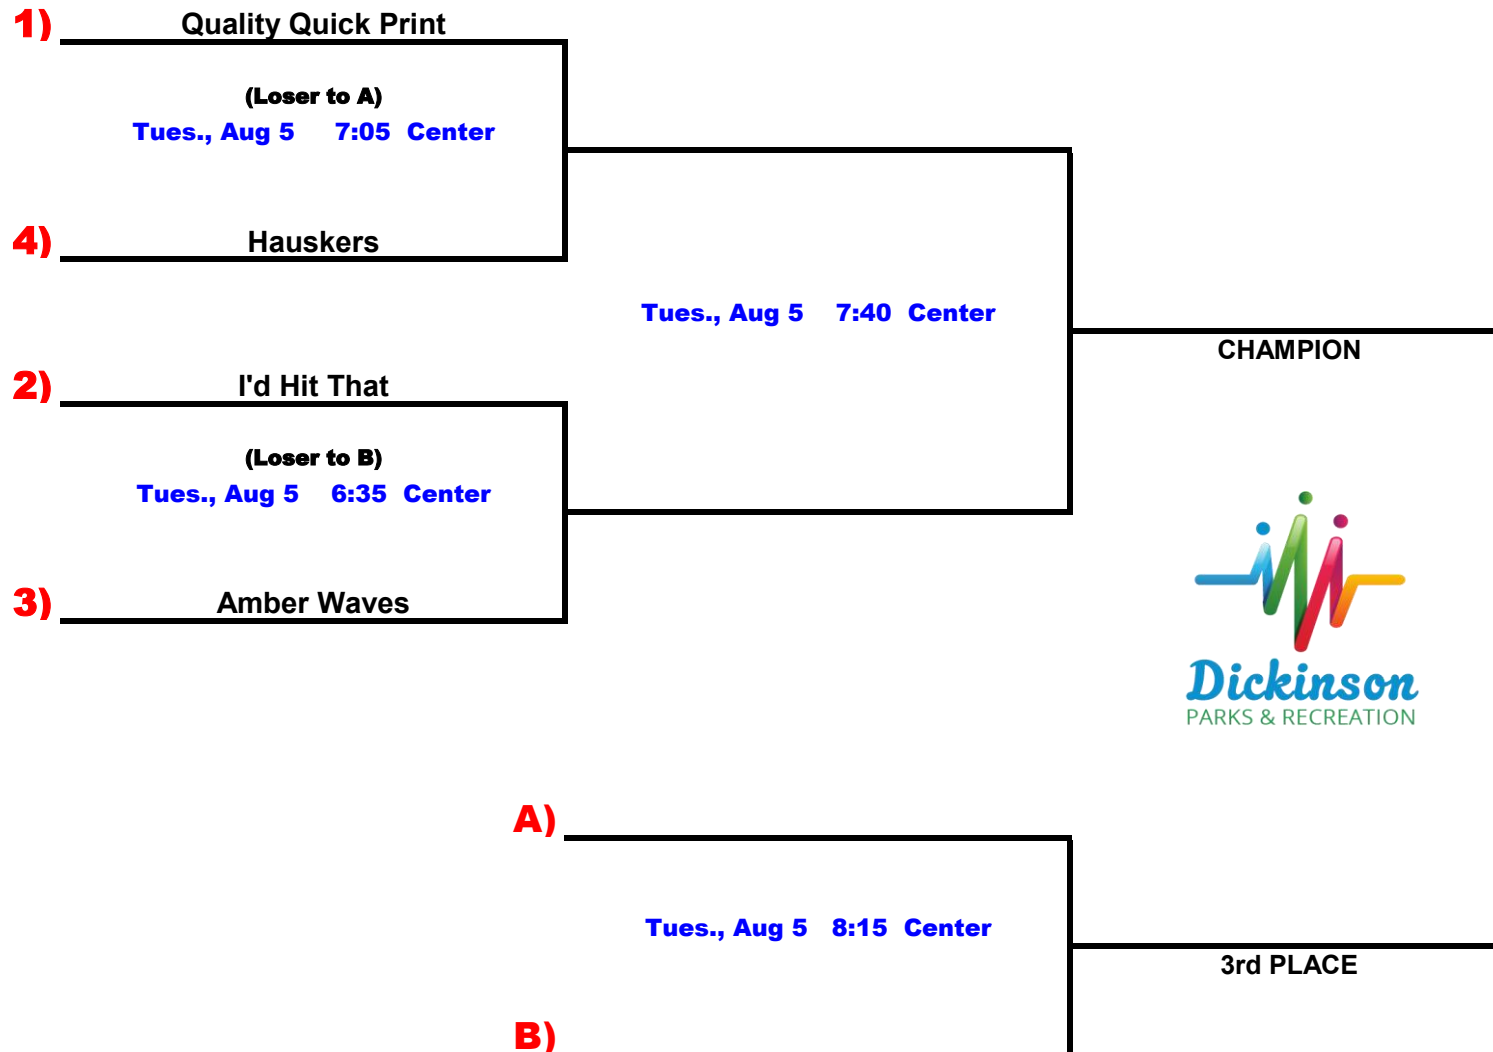 1) Quality Quick Print
(Loser to A)
Tues., Aug 5 7:05 Center
4) Hauskers
Tues., Aug 5 7:40 Center
CHAMPION
2) I'd Hit That
(Loser to B)
Tues., Aug 5 6:35 Center
3) Amber Waves
Dickinson
PARKS & RECREATION
A)
Tues., Aug 5 8:15 Center
3rd PLACE
B)